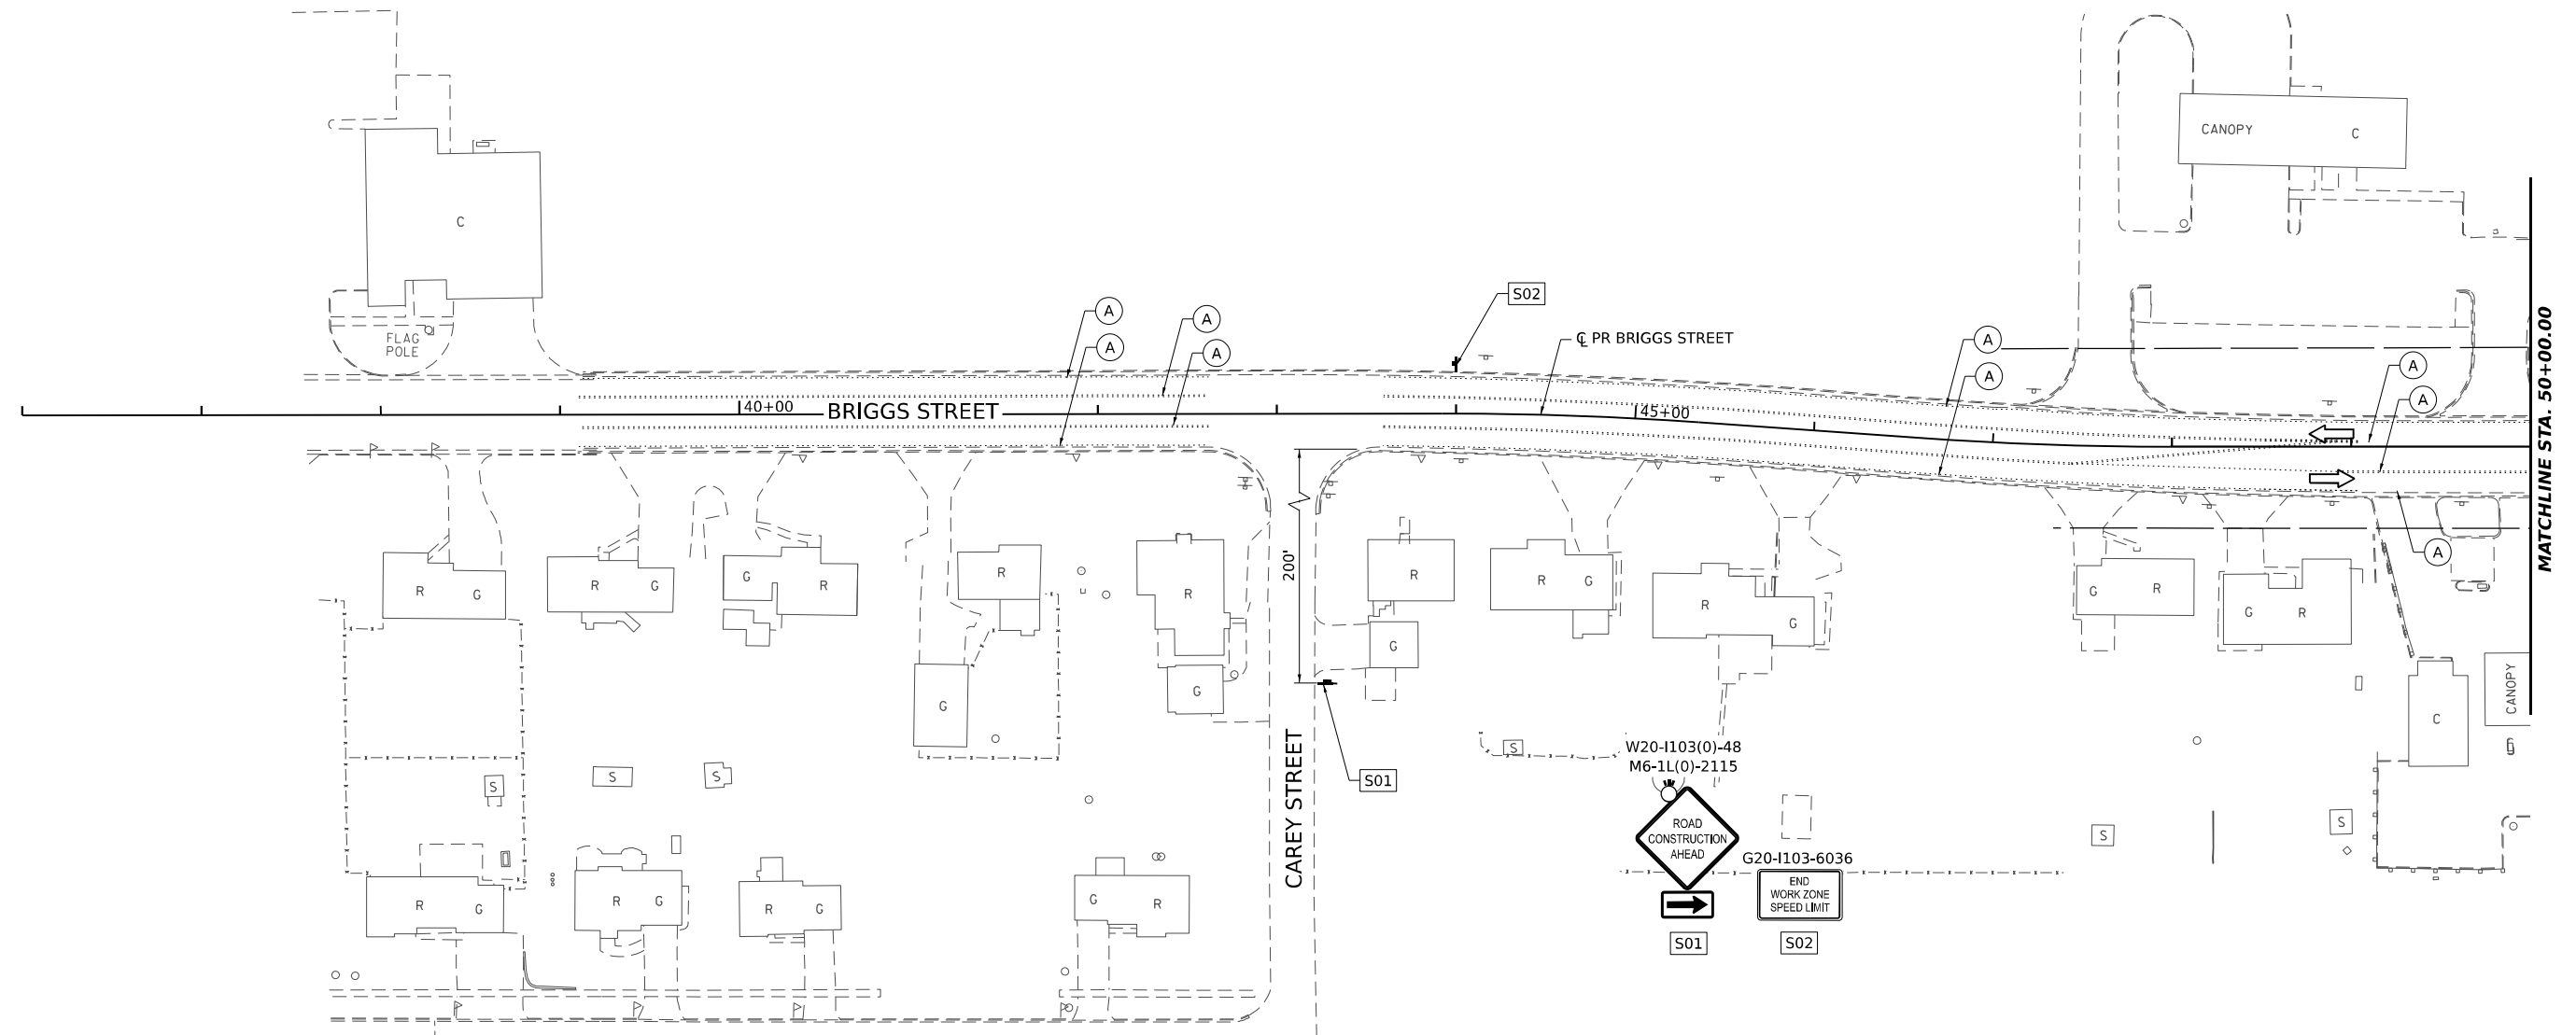 CANOPY
C
C
S02
A
A
A
A
℄ PR BRIGGS STREET
A
A
FLAG
POLE
A
A
MATCHLINE STA. 50+00.00
40+00
BRIGGS STREET
45+00
A
200'
R
G
R
G
G
R
R
R
R
R
G
R
G
G
R
G
R
G
G
G
C
CANOPY
S01
CAREY STREET
S
S
S
S
S
S
W20-I103(0)-48
M6-1L(0)-2115
ROAD
CONSTRUCTION
AHEAD
G20-I103-6036
END
WORK ZONE
SPEED LIMIT
S01
S02
R
G
R
G
R
G
G
R